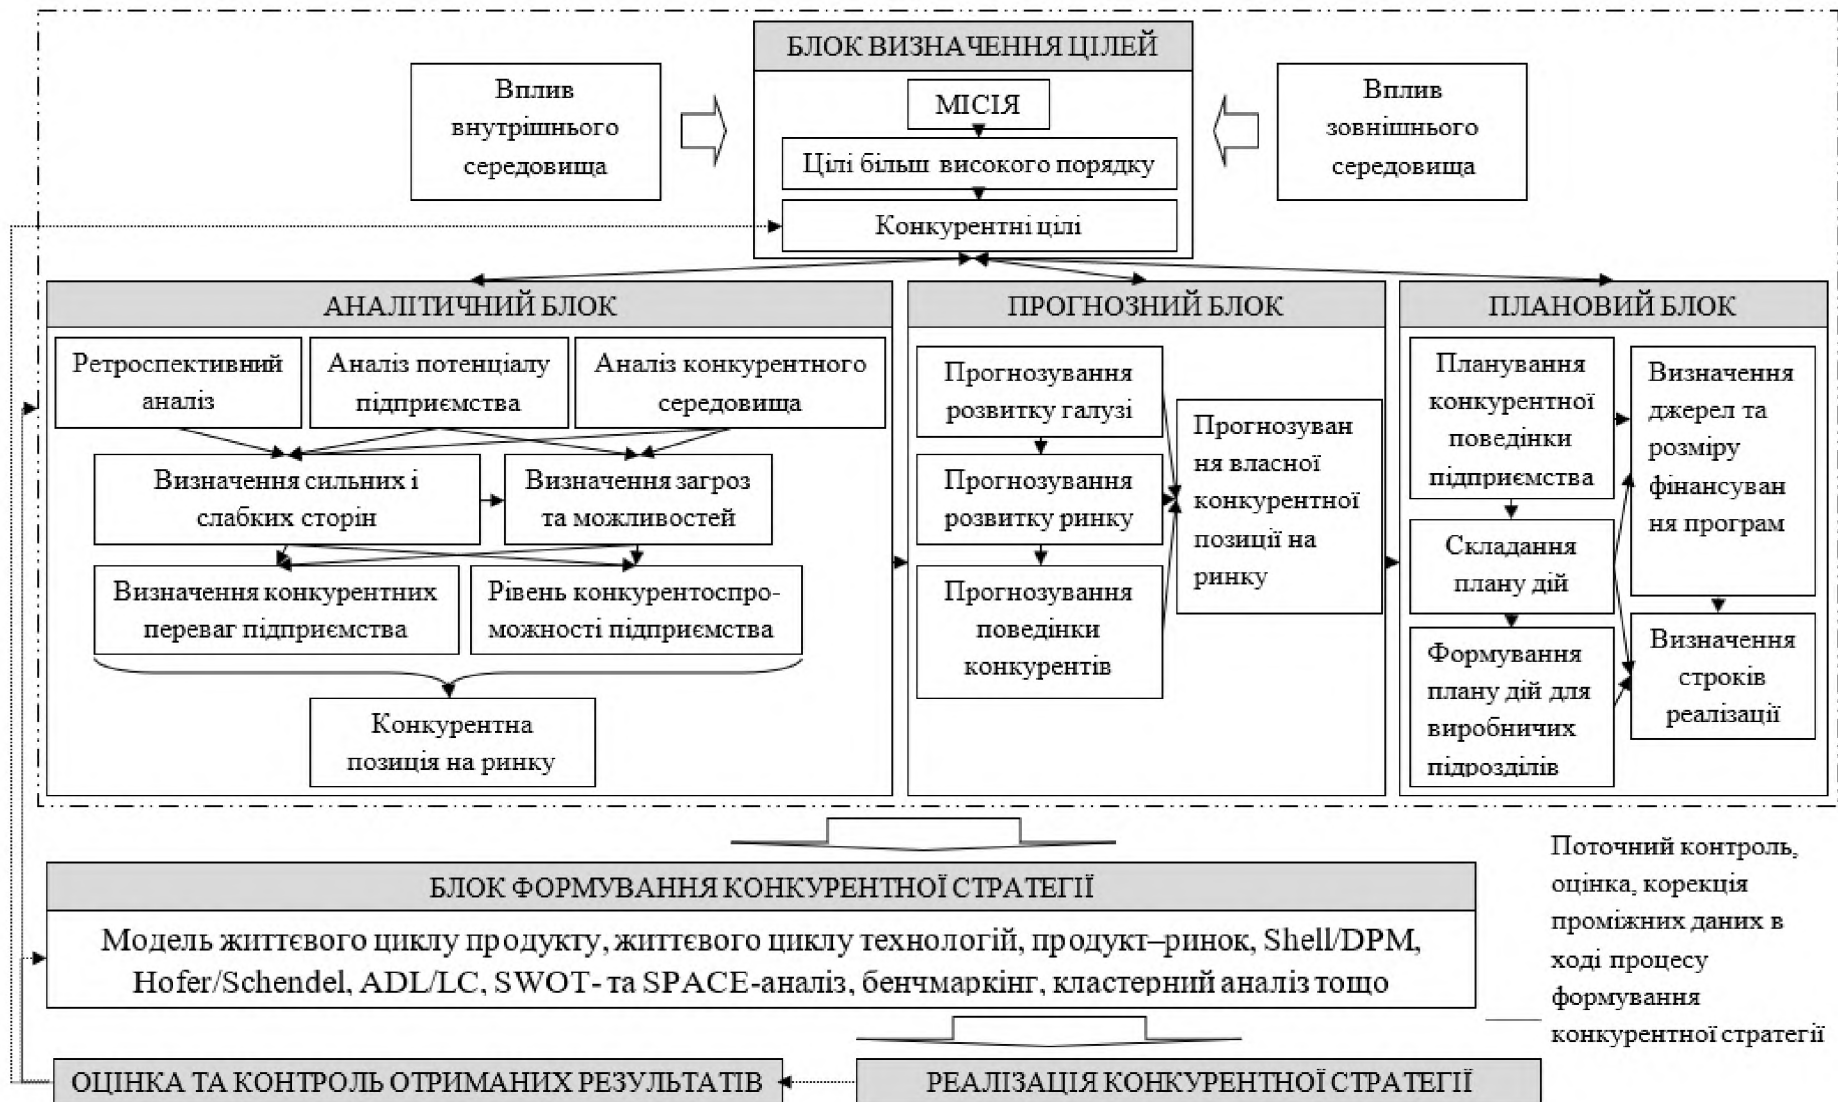 БЛОК ВИЗНАЧЕННЯ ЦІЛЕЙ
МІСІЯ
Цілі більш високого порядку
Конкурентні цілі
Вплив
внутрішнього
середовища
Вплив
зовнішнього
середовища
АНАЛІТИЧНИЙ БЛОК
Ретроспективний
аналіз
Аналіз потенціалу
підприємства
Аналіз конкурентного
середовища
Визначення сильних і
слабких сторін
Визначення загроз
та можливостей
Визначення конкурентних
переваг підприємства
Рівень конкурентоспро-
можності підприємства
Конкурентна
позиція на ринку
ПРОГНОЗНИЙ БЛОК
Прогнозування
розвитку галузі
Прогнозування
розвитку ринку
Прогнозування
поведінки
конкурентів
Прогнозуван
ня власної
конкурентної
позиції на
ринку
ПЛАНОВИЙ БЛОК
Планування
конкурентної
поведінки
підприємства
Складання
плану дій
Формування
плану дій для
виробничих
підрозділів
Визначення
джерел та
розміру
фінансуван
ня програм
Визначення
строків
реалізації
БЛОК ФОРМУВАННЯ КОНКУРЕНТНОЇ СТРАТЕГІЇ
Модель життєвого циклу продукту, життєвого циклу технологій, продукт–ринок, Shell/DPM,
Hofer/Schendel, ADL/LC, SWOT- та SPACE-аналіз, бенчмаркінг, кластерний аналіз тощо
Поточний контроль,
оцінка, корекція
проміжних даних в
ході процесу
формування
конкурентної стратегії
ОЦІНКА ТА КОНТРОЛЬ ОТРИМАНИХ РЕЗУЛЬТАТІВ
РЕАЛІЗАЦІЯ КОНКУРЕНТНОЇ СТРАТЕГІЇ